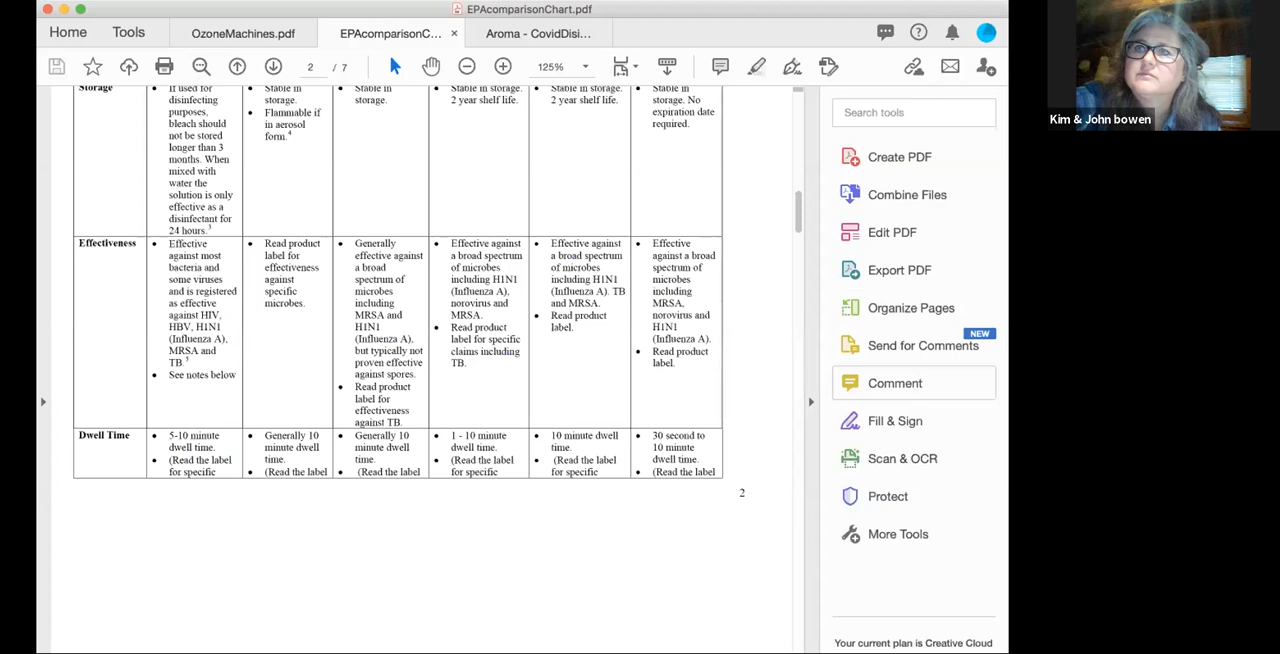 EPAcomparisonChart.pdf
Home Tools OzoneMachines.pdf EPAcomparisonC... × Aroma - CovidDisi...
2 / 7 125%
Kim & John bowen
Storage
• If used for
disinfecting
purposes,
bleach should
not be stored
longer than 3
months. When
mixed with
water the
solution is only
effective as a
disinfectant for
24 hours.3
• Stable in
storage.
• Flammable if
in aerosol
form.4
• Stable in
storage.
• Stable in storage.
2 year shelf life.
• Stable in storage.
2 year shelf life.
• Stable in
storage. No
expiration date
required.
Effectiveness
• Effective
against most
bacteria and
some viruses
and is registered
as effective
against HIV,
HBV, H1N1
(Influenza A),
MRSA and
TB.5
• See notes below
• Read product
label for
effectiveness
against
specific
microbes.
• Generally
effective against
a broad
spectrum of
microbes
including
MRSA and
H1N1
(Influenza A),
but typically not
proven effective
against spores.
• Read product
label for
effectiveness
against TB.
• Effective against
a broad spectrum
of microbes
including H1N1
(Influenza A),
norovirus and
MRSA.
• Read product
label for specific
claims including
TB.
• Effective against
a broad spectrum
of microbes
including H1N1
(Influenza A). TB
and MRSA.
• Read product
label.
• Effective
against a broad
spectrum of
microbes
including
MRSA,
norovirus and
H1N1
(Influenza A).
• Read product
label.
Dwell Time
• 5-10 minute
dwell time.
• (Read the label
for specific
• Generally 10
minute dwell
time.
• (Read the label
• Generally 10
minute dwell
time.
• (Read the label
• 1 - 10 minute
dwell time.
• (Read the label
for specific
• 10 minute dwell
time.
• (Read the label
for specific
• 30 second to
10 minute
dwell time.
• (Read the label
2
Search tools
Create PDF
Combine Files
Edit PDF
Export PDF
Organize Pages
NEW
Send for Comments
Comment
Fill & Sign
Scan & OCR
Protect
More Tools
Your current plan is Creative Cloud